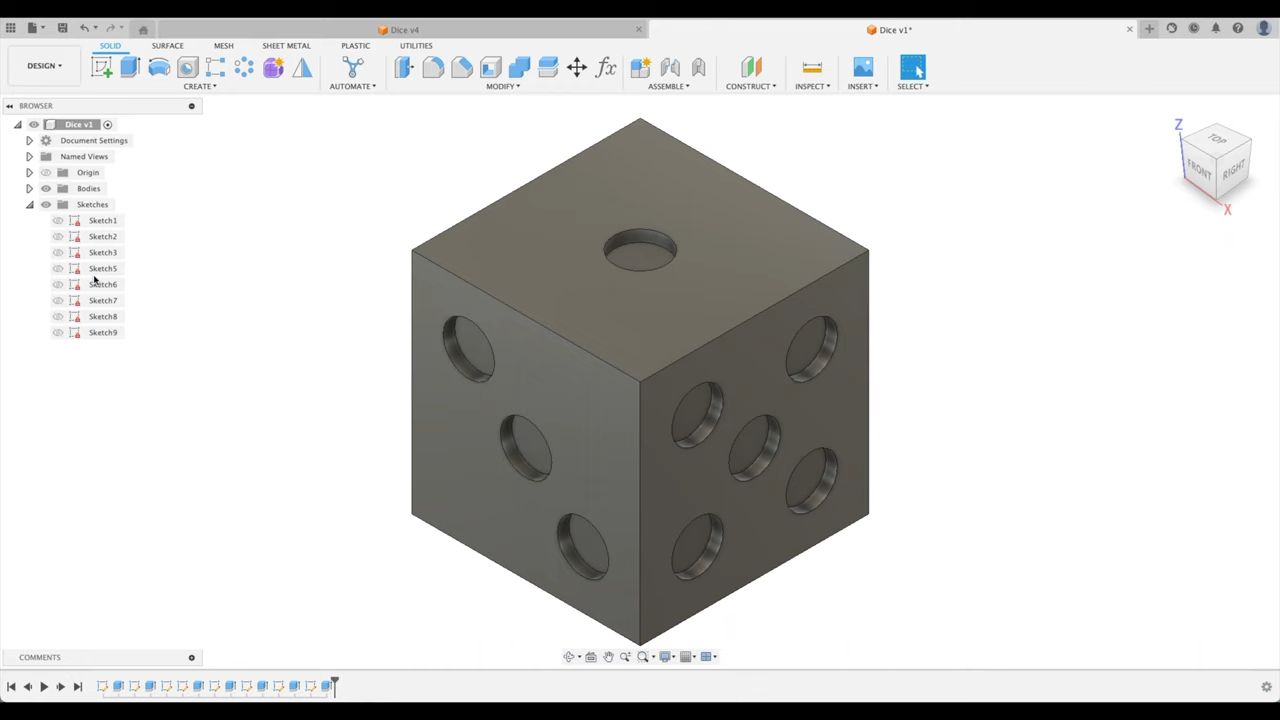 Dice v4
Dice v1*
SOLID SURFACE MESH SHEET METAL PLASTIC UTILITIES
DESIGN
fx
CREATE AUTOMATE MODIFY ASSEMBLE CONSTRUCT INSPECT INSERT SELECT
BROWSER
Dice v1
Document Settings
Named Views
Origin
Bodies
Sketches
Sketch1
Sketch2
Sketch3
Sketch5
Sketch6
Sketch7
Sketch8
Sketch9
Z
TOP
FRONT
RIGHT
X
COMMENTS